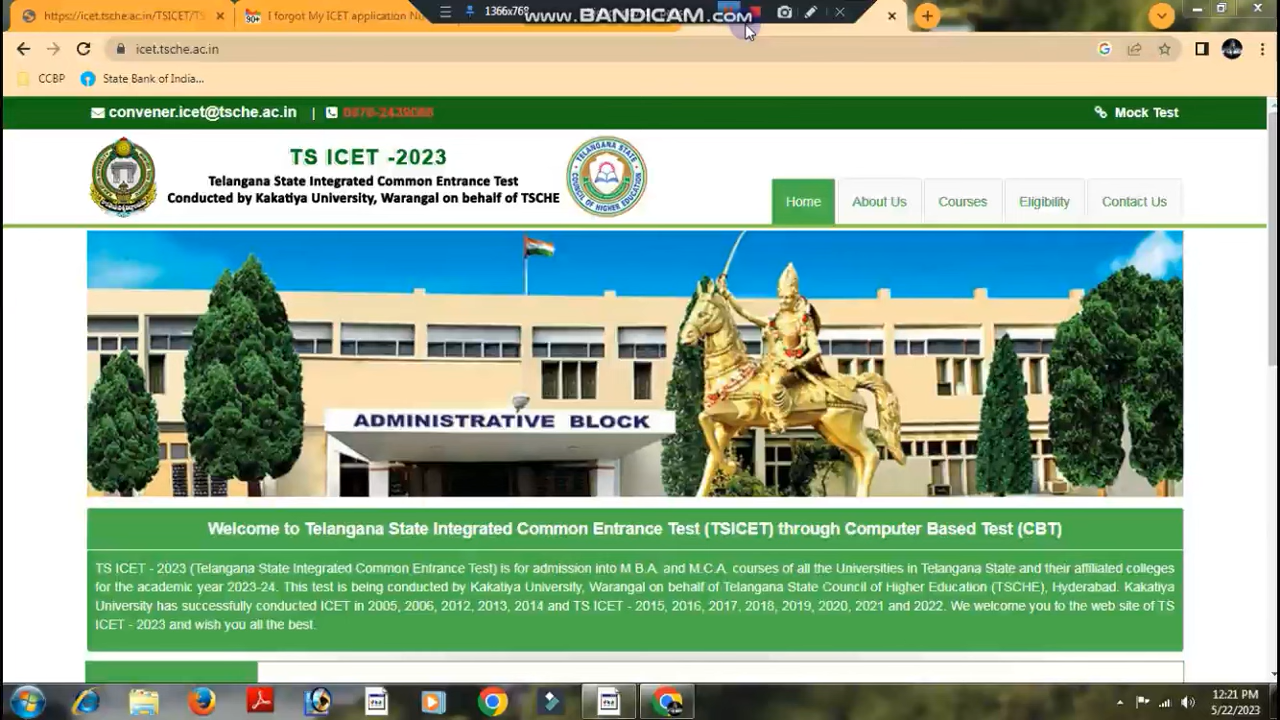 https://icet.tsche.ac.in/TSICET/TS
90+ I forgot My ICET application N
1366x768
WWW.BANDICAM.COM
icet.tsche.ac.in
CCBP State Bank of India...
convener.icet@tsche.ac.in |
Mock Test
TS ICET -2023
Telangana State Integrated Common Entrance Test
Conducted by Kakatiya University, Warangal on behalf of TSCHE
TELANGANA STATE
COUNCIL OF HIGHER EDUCATION
Home About Us Courses Eligibility Contact Us
ADMINISTRATIVE BLOCK
Welcome to Telangana State Integrated Common Entrance Test (TSICET) through Computer Based Test (CBT)
TS ICET - 2023 (Telangana State Integrated Common Entrance Test) is for admission into M.B.A. and M.C.A. courses of all the Universities in Telangana State and their affiliated colleges
for the academic year 2023-24. This test is being conducted by Kakatiya University, Warangal on behalf of Telangana State Council of Higher Education (TSCHE), Hyderabad. Kakatiya
University has successfully conducted ICET in 2005, 2006, 2012, 2013, 2014 and TS ICET - 2015, 2016, 2017, 2018, 2019, 2020, 2021 and 2022. We welcome you to the web site of TS
ICET - 2023 and wish you all the best.
12:21 PM
5/22/2023